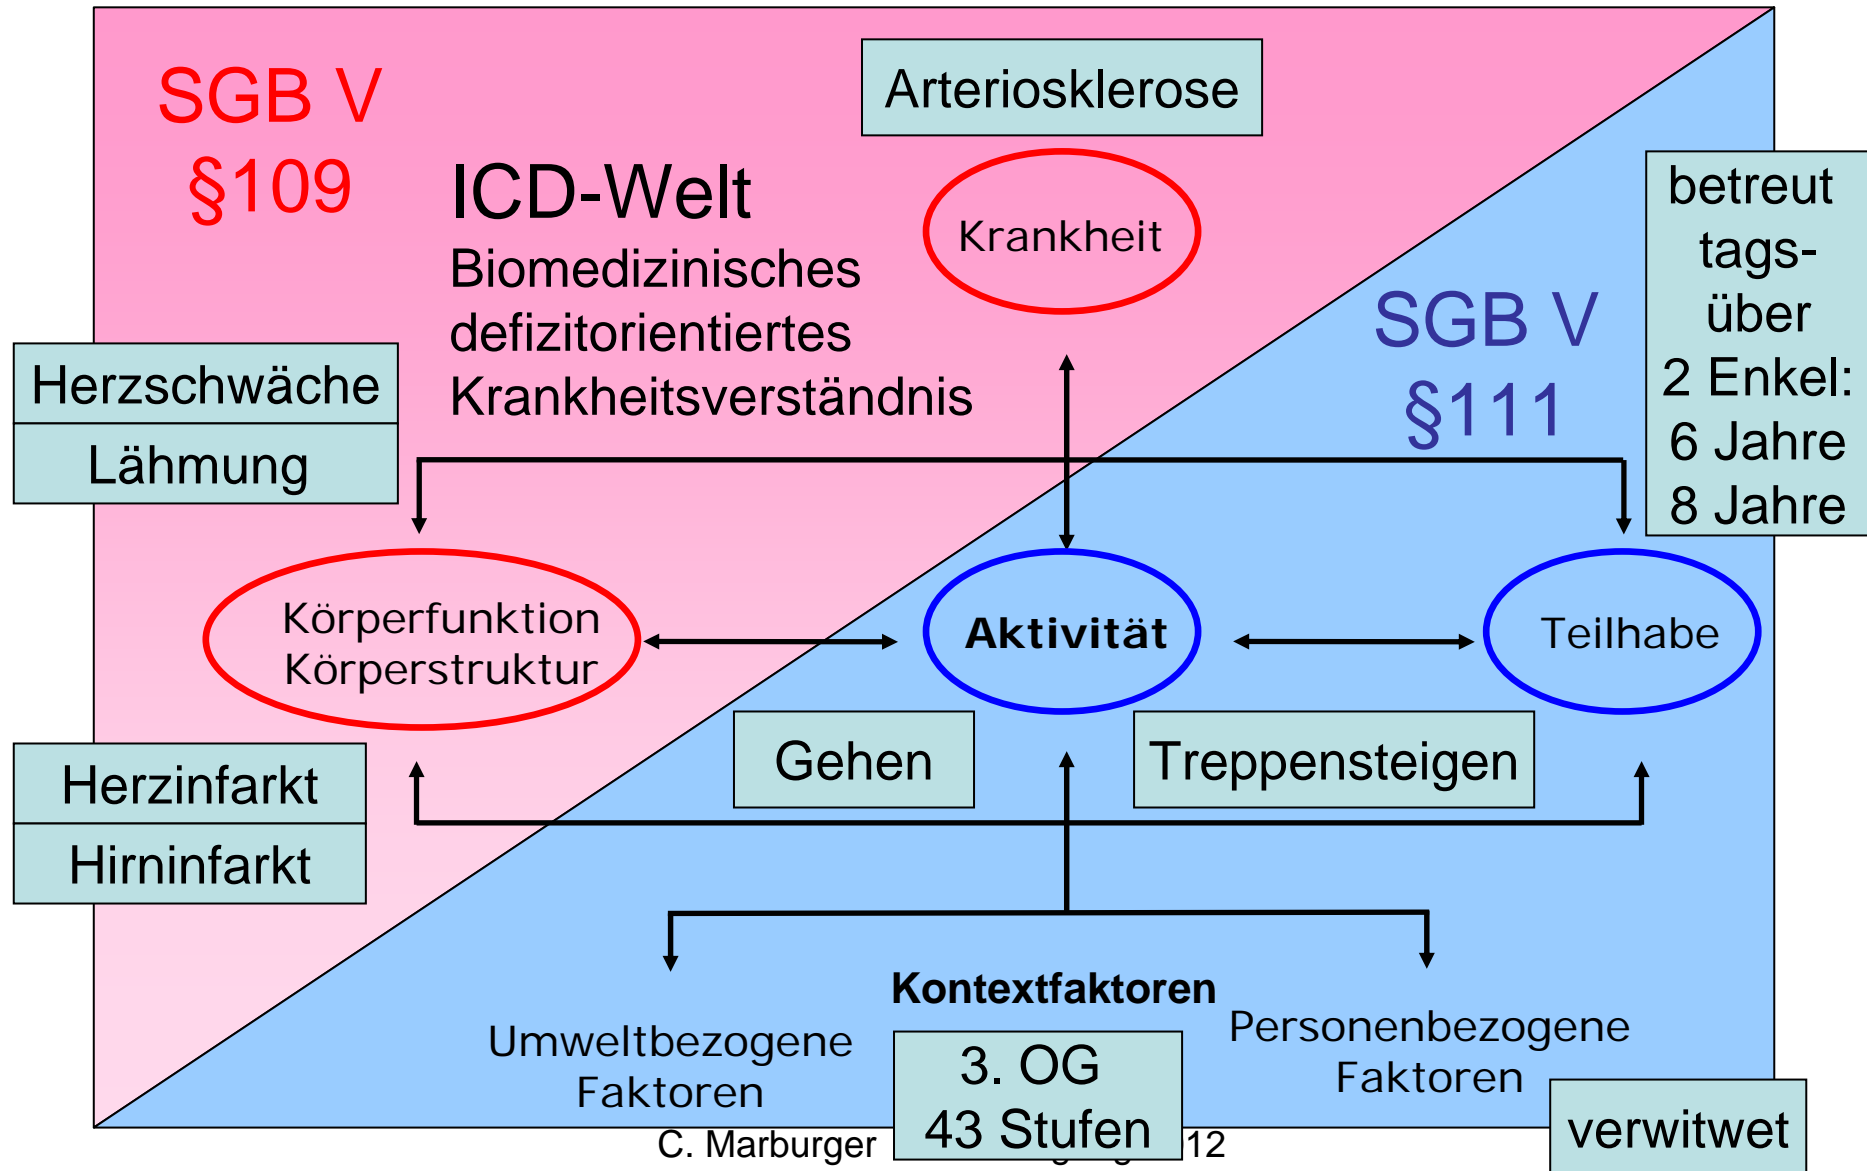 SGB V
§109
ICD-Welt
Biomedizinisches
defizitorientiertes
Krankheitsverständnis
Arteriosklerose
Krankheit
SGB V
§111
betreut
tags-
über
2 Enkel:
6 Jahre
8 Jahre
Herzschwäche
Lähmung
Körperfunktion
Körperstruktur
Aktivität
Teilhabe
Herzinfarkt
Hirninfarkt
Gehen
Treppensteigen
Kontextfaktoren
Umweltbezogene
Faktoren
3. OG
43 Stufen
Personenbezogene
Faktoren
verwitwet
C. Marburger 12